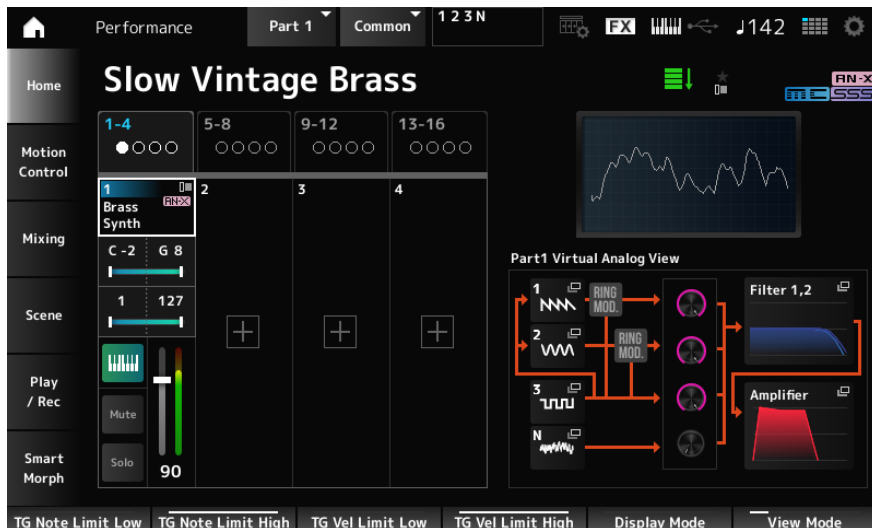 Performance
Part 1
Common
1 2 3 N
FX
♩142
Home
Slow Vintage Brass
AN-X
mc SSS
1-4
5-8
9-12
13-16
Motion
Control
1
2
3
4
Brass
Synth
AN-X
C -2
G 8
Mixing
1
127
Scene
Play
/ Rec
Mute
Smart
Morph
Solo
90
Part1 Virtual Analog View
1
RING
MOD.
2
RING
MOD.
3
N
Filter 1,2
Amplifier
TG Note Limit Low
TG Note Limit High
TG Vel Limit Low
TG Vel Limit High
Display Mode
View Mode